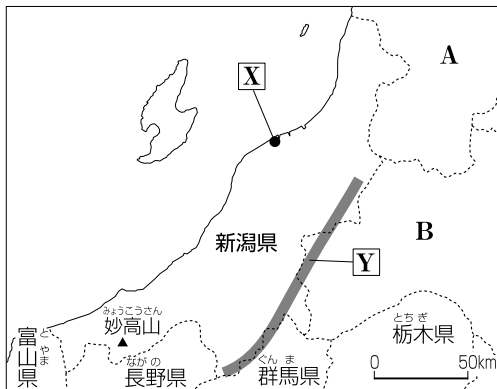 A
X
新潟県
B
Y
みょうこうさん
妙高山
とやま
富山県
ながの
長野県
ぐんま
群馬県
とちぎ
栃木県
0 50km